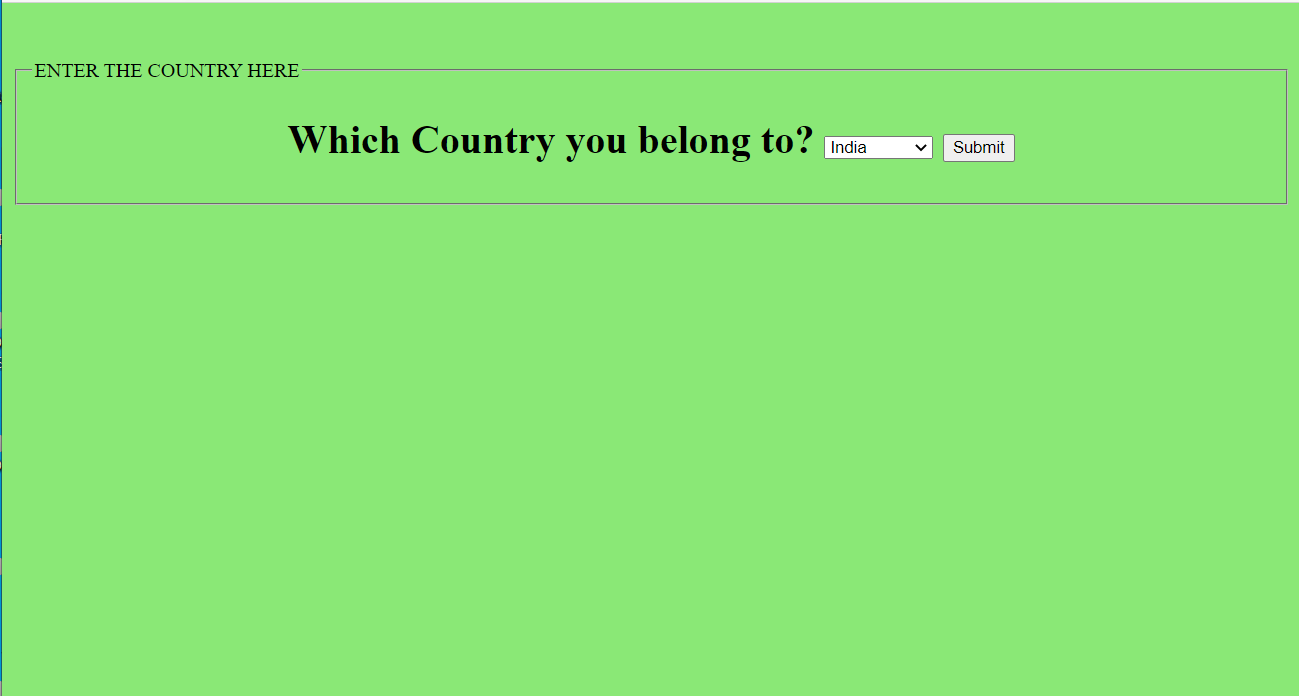 ENTER THE COUNTRY HERE
Which Country you belong to? India Submit